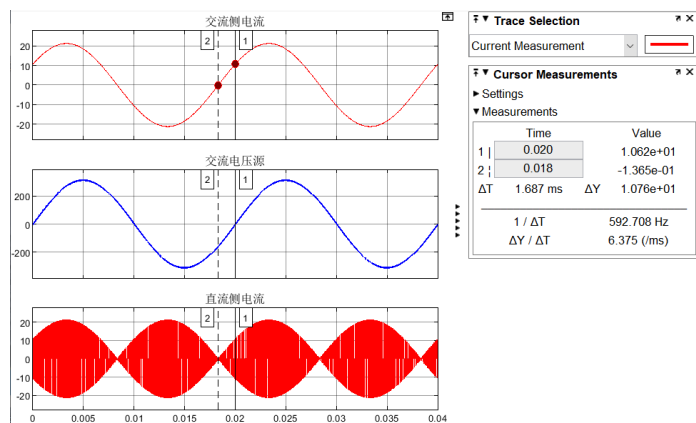 交流侧电流
20
10
0
-10
-20
2
1
交流电压源
200
0
-200
2
1
直流侧电流
20
10
0
-10
-20
2
1
0
0.005
0.01
0.015
0.02
0.025
0.03
0.035
0.04
Trace Selection
Current Measurement
Cursor Measurements
Settings
Measurements
Time Value
1 0.020 1.062e+01
2 0.018 -1.365e-01
ΔT 1.687 ms ΔY 1.076e+01
1 / ΔT 592.708 Hz
ΔY / ΔT 6.375 (/ms)